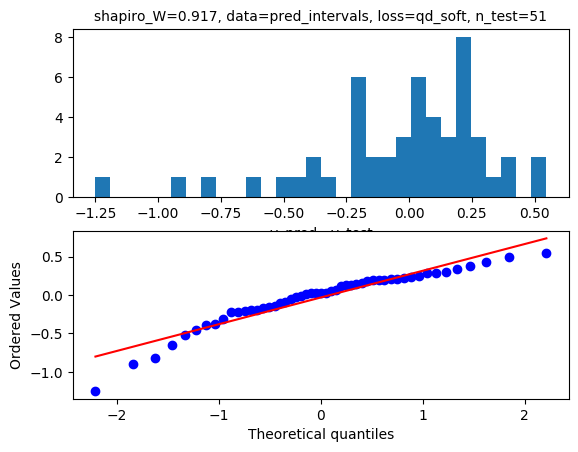 shapiro_W=0.917, data=pred_intervals, loss=qd_soft, n_test=51
8
6
4
2
0
−1.25 −1.00 −0.75 −0.50 −0.25 0.00 0.25 0.50
0.5
0.0
−0.5
−1.0
Ordered Values
−2 −1 0 1 2
Theoretical quantiles